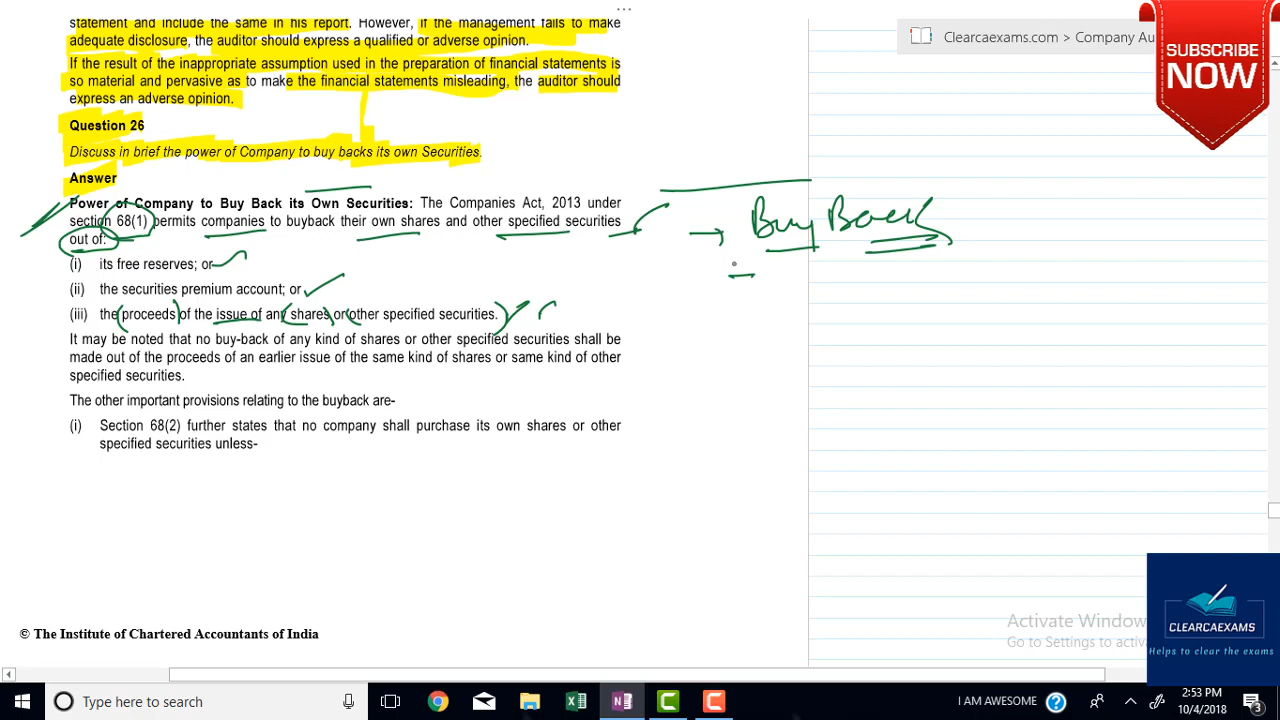 statement and include the same in his report. However, if the management fails to make
adequate disclosure, the auditor should express a qualified or adverse opinion.
If the result of the inappropriate assumption used in the preparation of financial statements is
so material and pervasive as to make the financial statements misleading, the auditor should
express an adverse opinion.
Question 26
Discuss in brief the power of Company to buy backs its own Securities.
Answer
Power of Company to Buy Back its Own Securities: The Companies Act, 2013 under
section 68(1) permits companies to buyback their own shares and other specified securities
out of:
(i) its free reserves; or
(ii) the securities premium account; or
(iii) the proceeds of the issue of any shares or other specified securities.
It may be noted that no buy-back of any kind of shares or other specified securities shall be
made out of the proceeds of an earlier issue of the same kind of shares or same kind of other
specified securities.
The other important provisions relating to the buyback are-
(i) Section 68(2) further states that no company shall purchase its own shares or other
specified securities unless-
© The Institute of Chartered Accountants of India
→ Buy Back
Clearcaexams.com > Company Au
SUBSCRIBE
NOW
Activate Window
Go to Settings to activa
CLEARCAEXAMS
Helps to clear the exams
Type here to search
I AM AWESOME
2:53 PM
10/4/2018
3